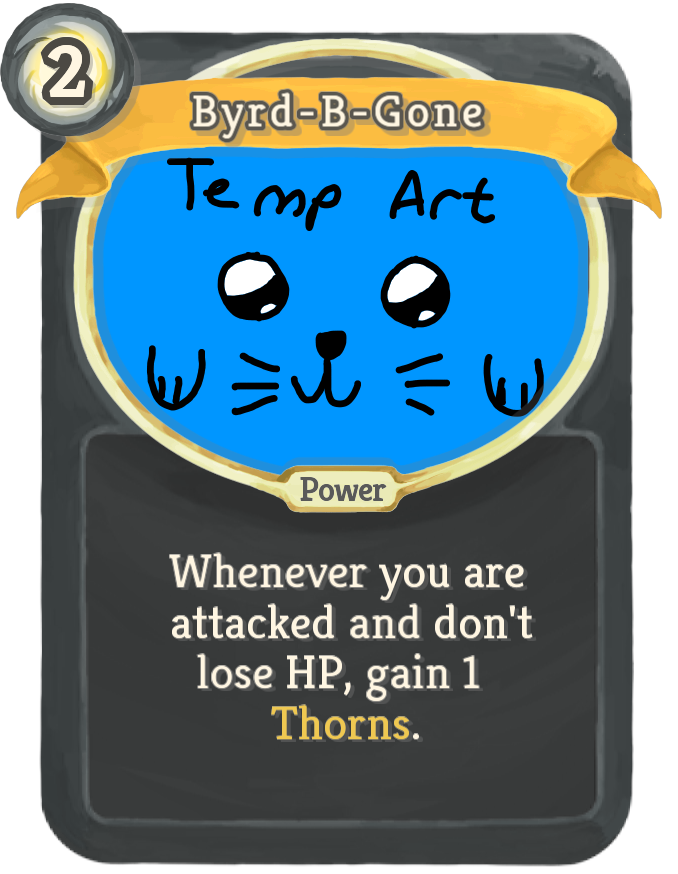 2
Byrd-B-Gone
Temp Art
Power
Whenever you are
attacked and don't
lose HP, gain 1
Thorns.